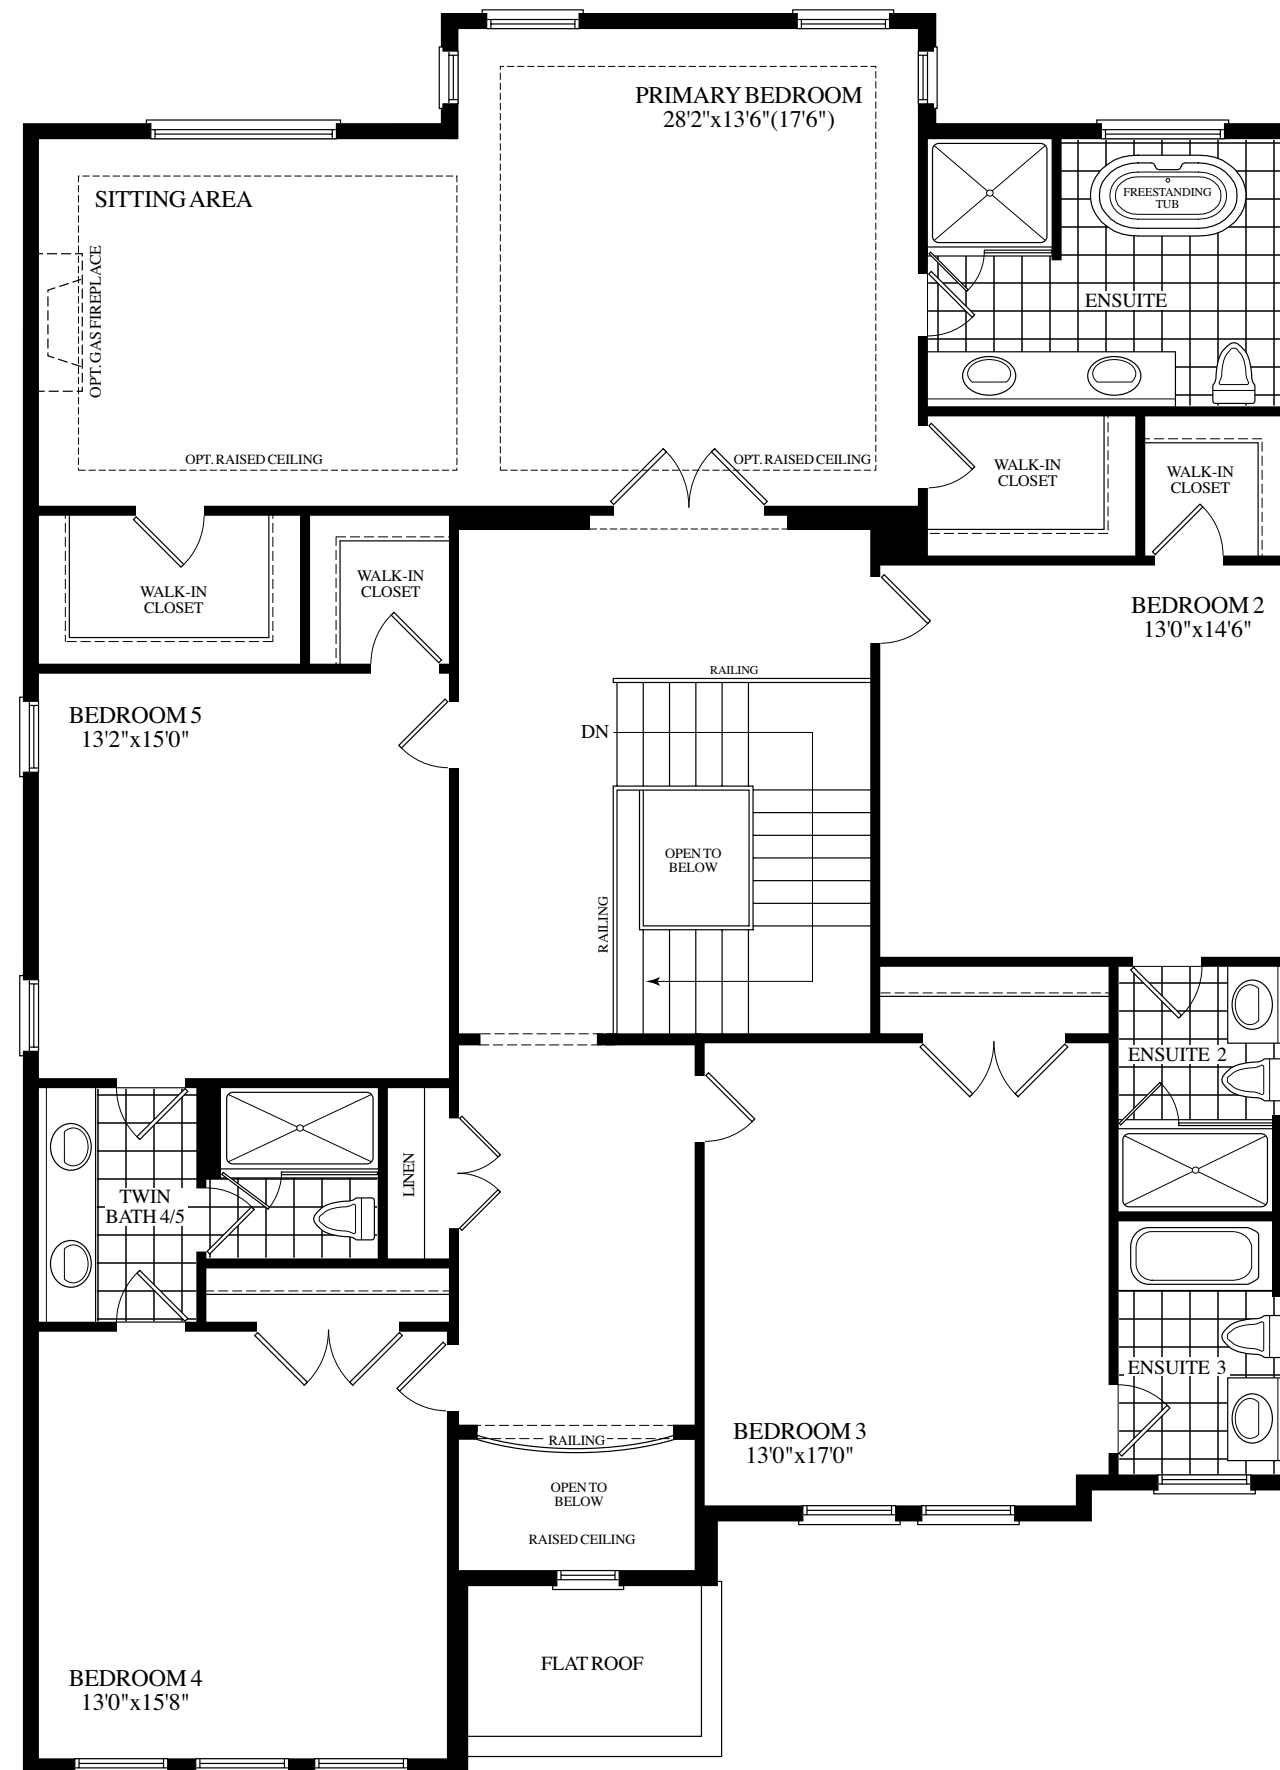 PRIMARY BEDROOM
28'2"x13'6"(17'6")
SITTING AREA
FREESTANDING
TUB
OPT. GAS FIREPLACE
ENSUITE
OPT. RAISED CEILING
OPT. RAISED CEILING
WALK-IN
CLOSET
WALK-IN
CLOSET
WALK-IN
CLOSET
WALK-IN
CLOSET
BEDROOM 2
13'0"x14'6"
RAILING
BEDROOM 5
13'2"x15'0"
DN
OPEN TO
BELOW
RAILING
ENSUITE 2
LINEN
TWIN
BATH 4/5
ENSUITE 3
BEDROOM 3
13'0"x17'0"
RAILING
OPEN TO
BELOW
RAISED CEILING
FLAT ROOF
BEDROOM 4
13'0"x15'8"